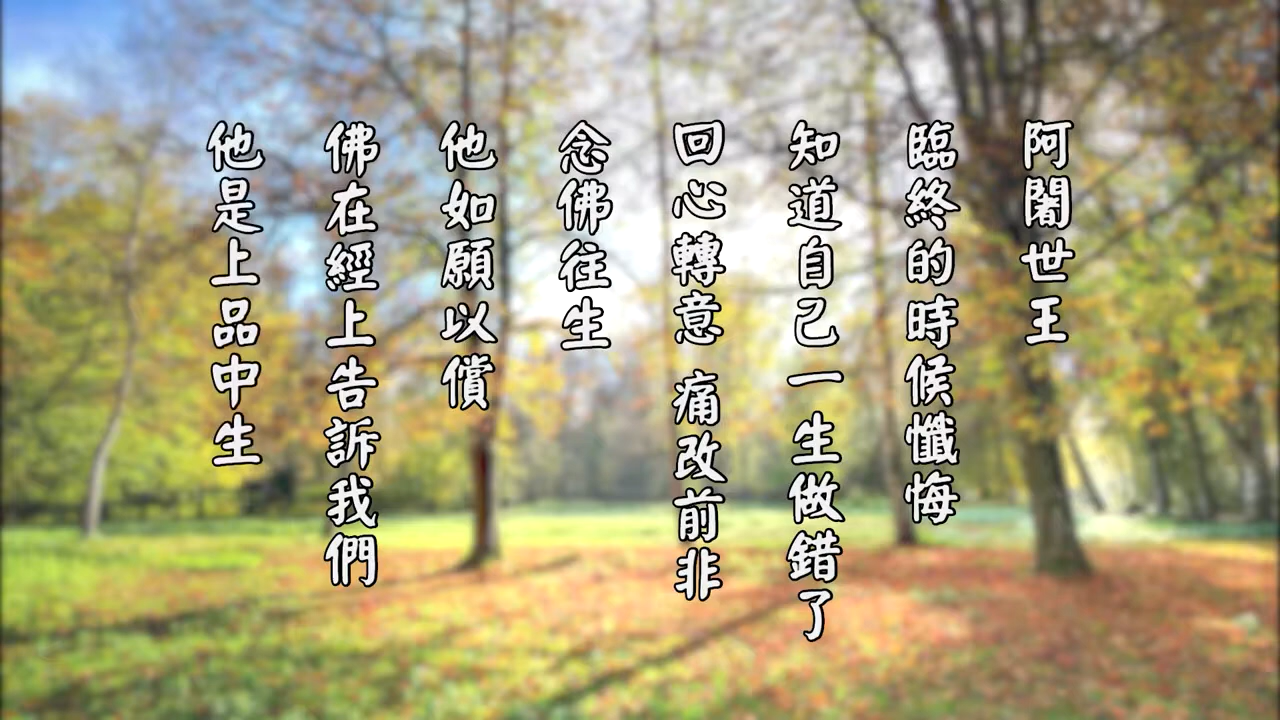 阿闍世王
臨終的時候懺悔
知道自己一生做錯了
回心轉意 痛改前非
念佛往生
他如願以償
佛在經上告訴我們
他是上品中生